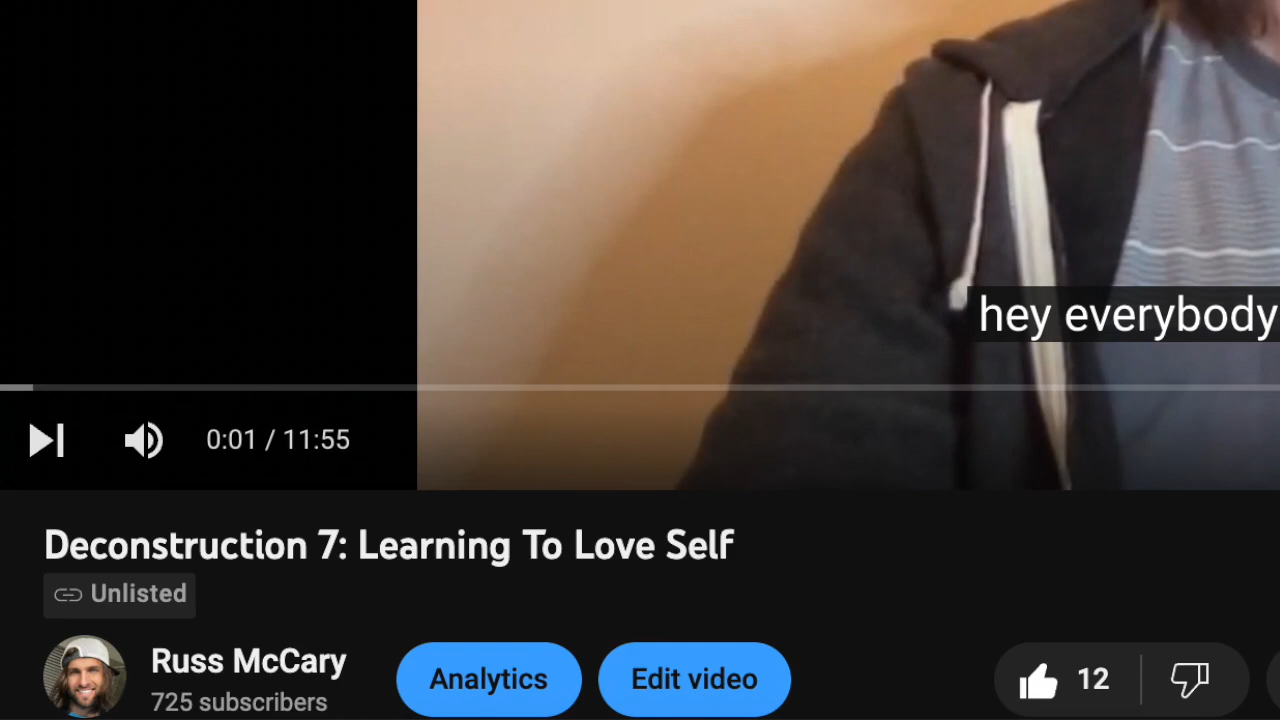 hey everybody
0:01 / 11:55
Deconstruction 7: Learning To Love Self
Unlisted
Russ McCary
725 subscribers
Analytics
Edit video
12